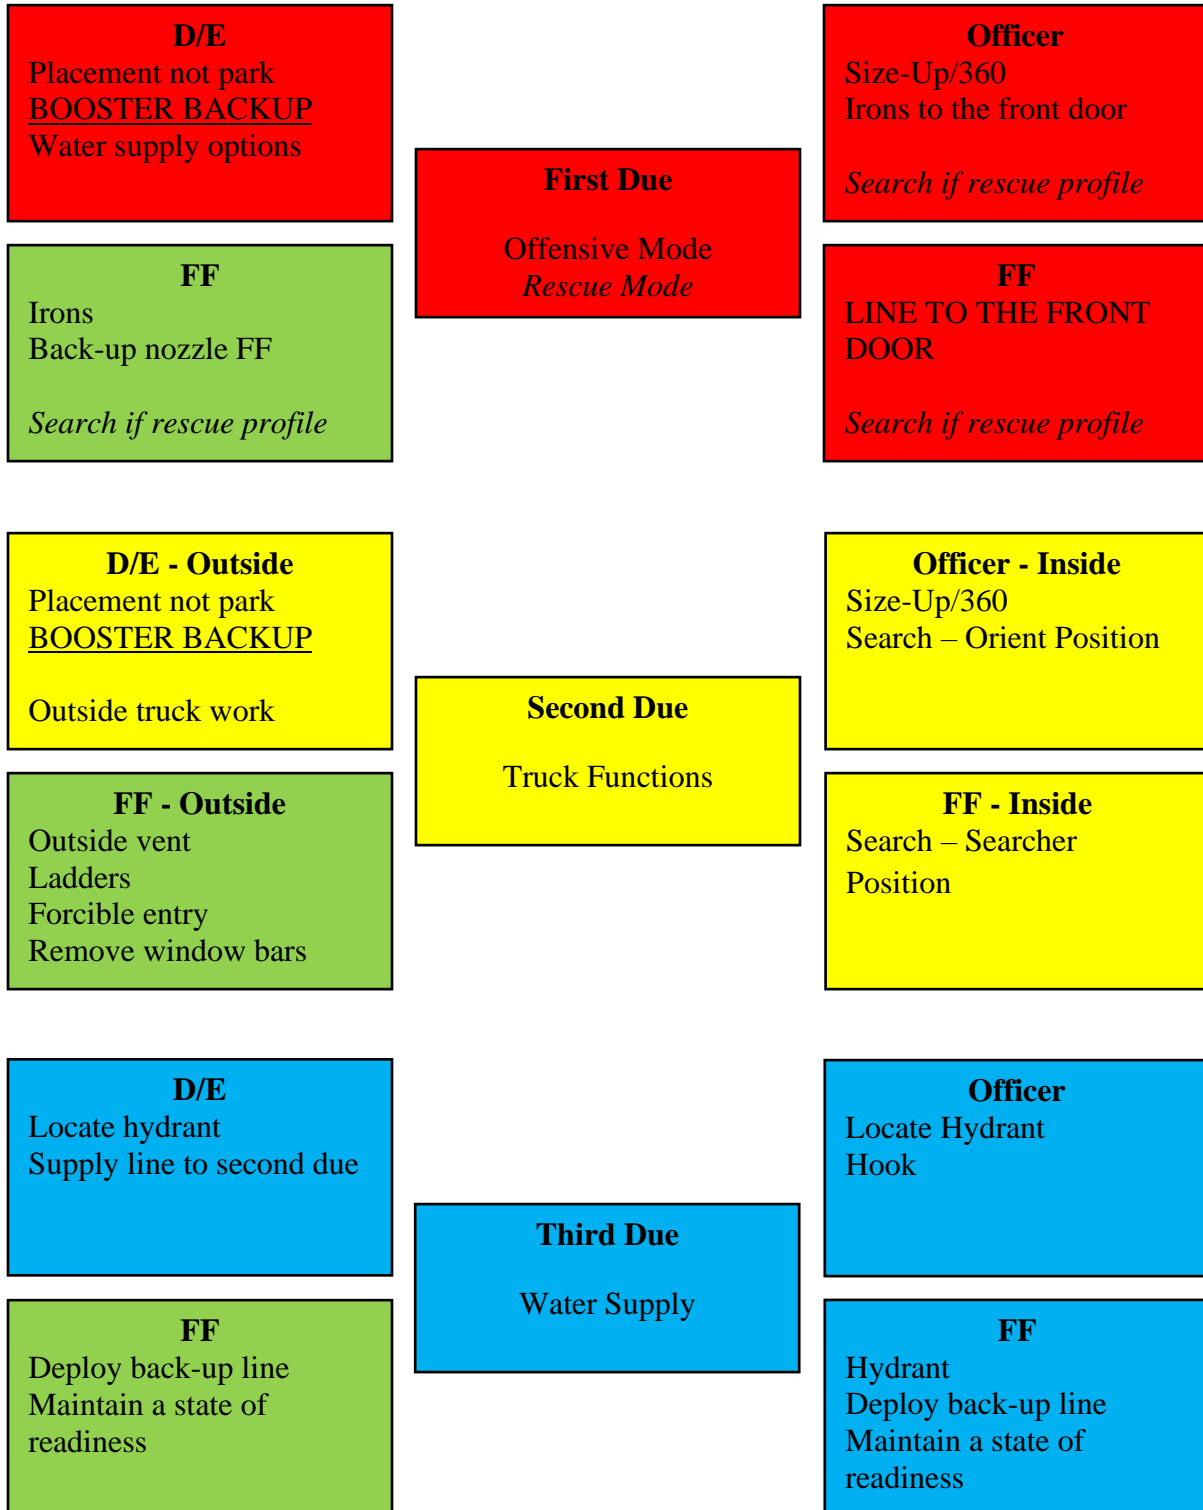 D/E
Placement not park
BOOSTER BACKUP
Water supply options
Officer
Size-Up/360
Irons to the front door
Search if rescue profile
First Due
Offensive Mode
Rescue Mode
FF
Irons
Back-up nozzle FF
Search if rescue profile
FF
LINE TO THE FRONT
DOOR
Search if rescue profile
D/E - Outside
Placement not park
BOOSTER BACKUP
Outside truck work
Officer - Inside
Size-Up/360
Search – Orient Position
Second Due
Truck Functions
FF - Outside
Outside vent
Ladders
Forcible entry
Remove window bars
FF - Inside
Search – Searcher
Position
D/E
Locate hydrant
Supply line to second due
Officer
Locate Hydrant
Hook
Third Due
Water Supply
FF
Deploy back-up line
Maintain a state of
readiness
FF
Hydrant
Deploy back-up line
Maintain a state of
readiness